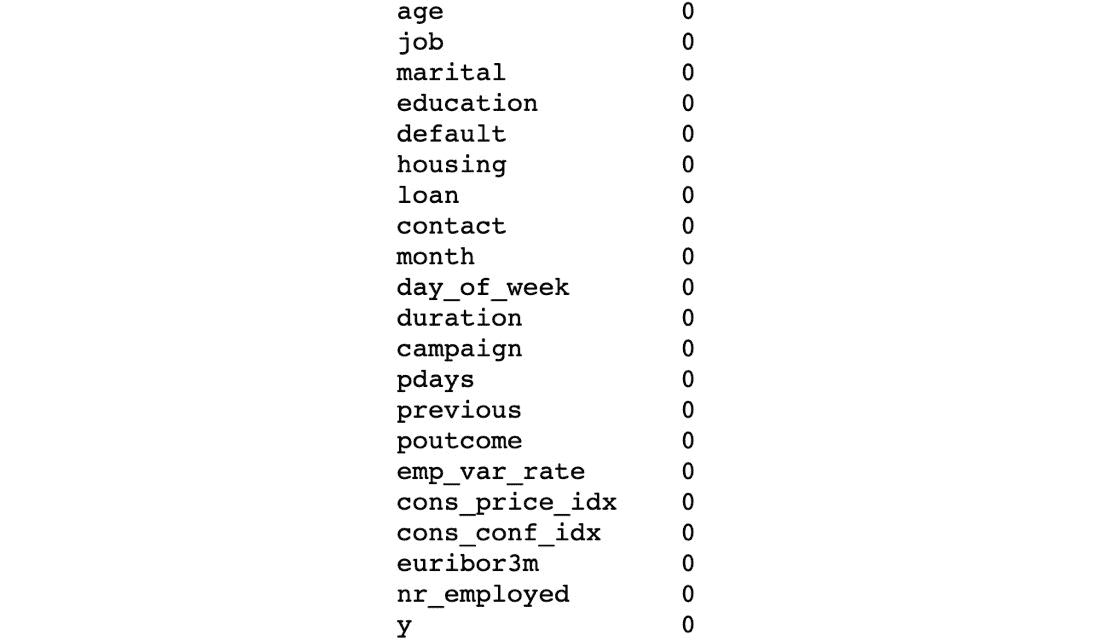 age 0
job 0
marital 0
education 0
default 0
housing 0
loan 0
contact 0
month 0
day_of_week 0
duration 0
campaign 0
pdays 0
previous 0
poutcome 0
emp_var_rate 0
cons_price_idx 0
cons_conf_idx 0
euribor3m 0
nr_employed 0
y 0